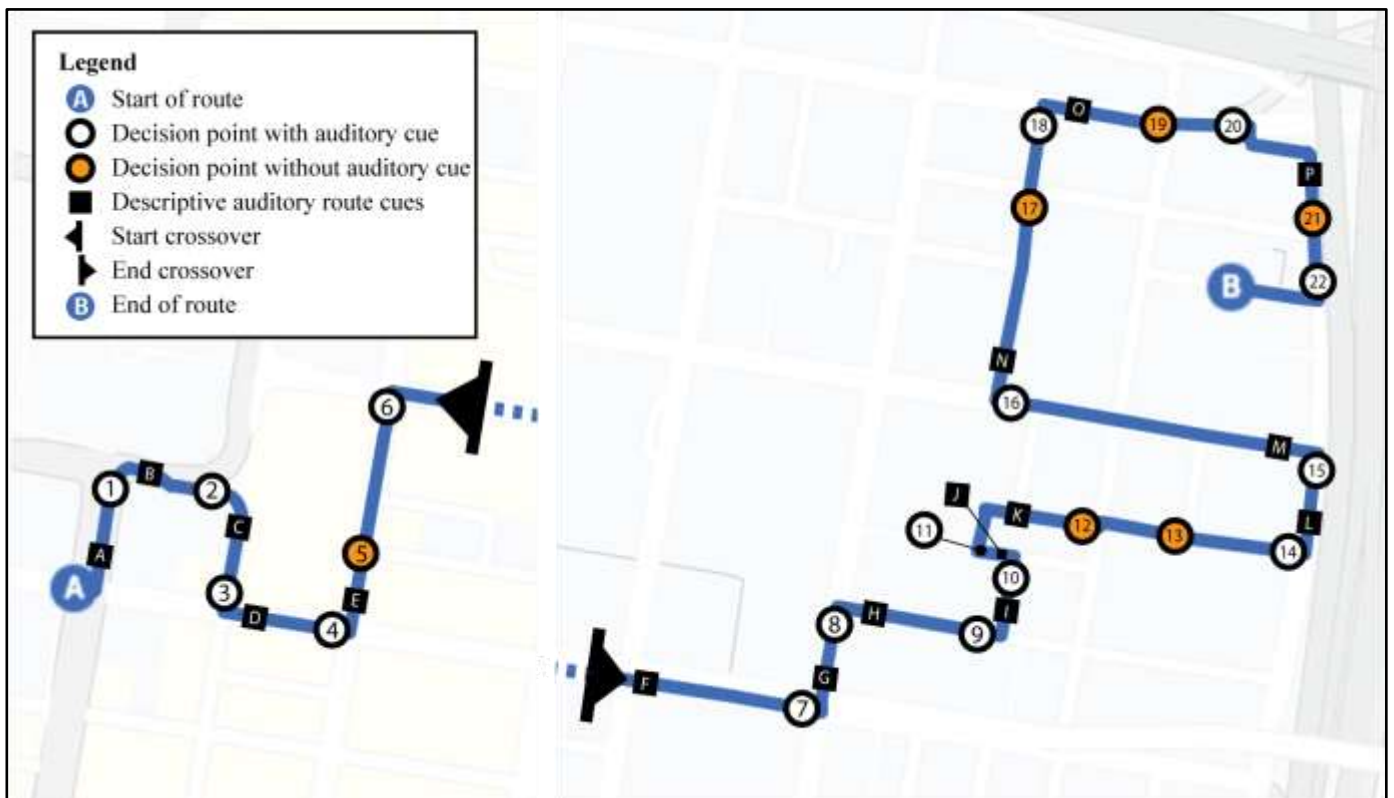 Legend
A Start of route
Decision point with auditory cue
Decision point without auditory cue
Descriptive auditory route cues
Start crossover
End crossover
B End of route
A
A
1
B
2
C
3
D
4
E
5
6
F
7
G
8
H
9
I
10
J
11
K
12
13
14
L
15
M
16
N
17
18
O
19
20
P
21
22
B